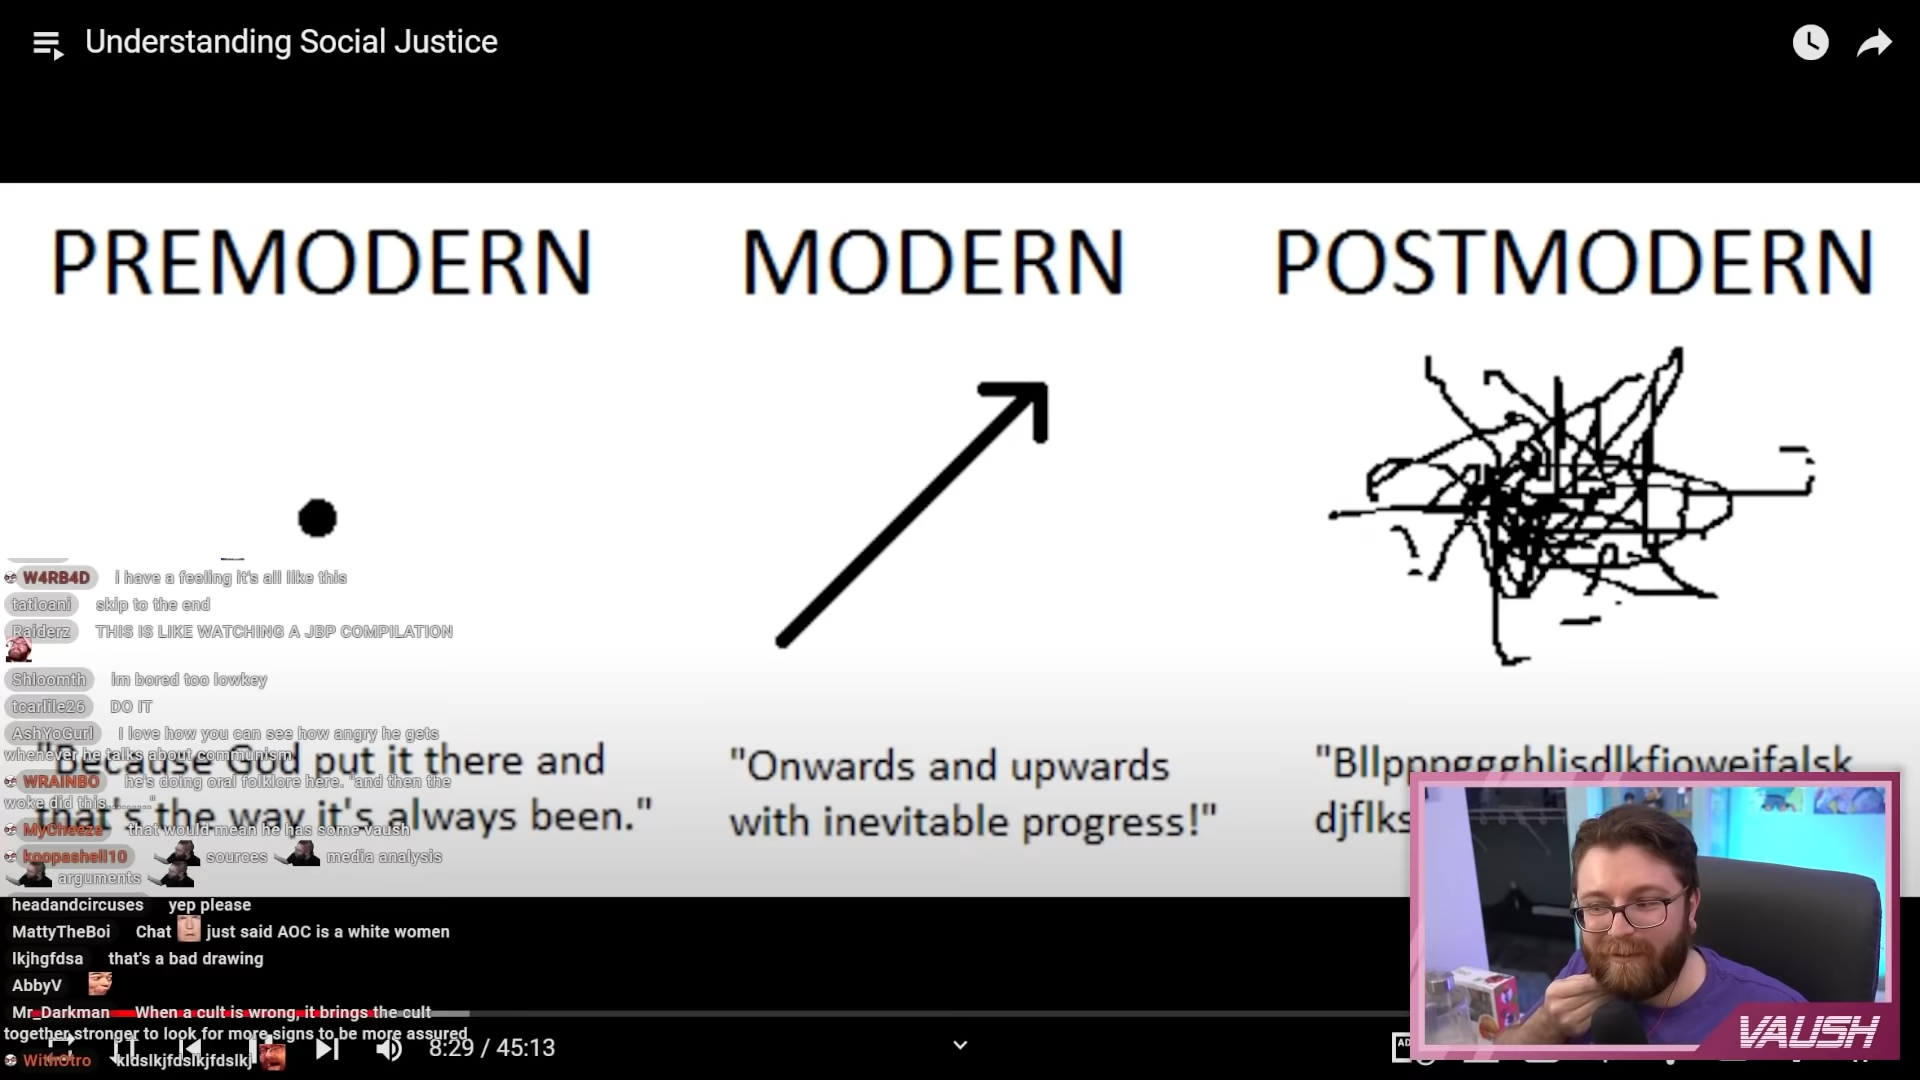 Understanding Social Justice
PREMODERN
MODERN
POSTMODERN
"Because God put it there and
that's the way it's always been."
"Onwards and upwards
with inevitable progress!"
W4RB4D i have a feeling it's all like this
tatloani skip to the end
Raiderz THIS IS LIKE WATCHING A JBP COMPILATION
Shloomth im bored too lowkey
tcarlile26 DO IT
AshYoGurl I love how you can see how angry he gets
whenever he talks about communism
WRAINBO he's doing oral folklore here. "and then the
woke did this......."
MyCheeze that would mean he has some Vaush
koopashell10 sources media analysis
arguments
headandcircuses yep please
MattyTheBoi Chat just said AOC is a white women
lkjhgfdsa that's a bad drawing
AbbyV
Mr_Darkman When a cult is wrong, it brings the cult
together stronger to look for more signs to be more assured
WithOtro kldslkjfdslkjfdslkj
8:29 / 45:13
VAUSH